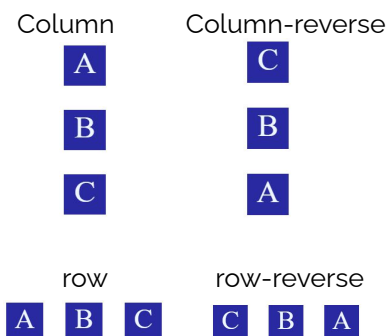 Column
A
B
C
Column-reverse
C
B
A
row
A B C
row-reverse
C B A